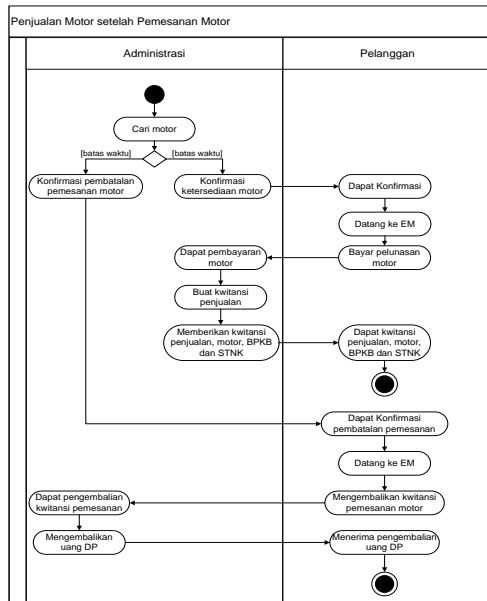 Penjualan Motor setelah Pemesanan Motor
Administrasi
Pelanggan
Cari motor
[batas waktu]
[batas waktu]
Konfirmasi pembatalan
pemesanan motor
Konfirmasi
ketersediaan motor
Dapat Konfirmasi
Datang ke EM
Dapat pembayaran
motor
Bayar pelunasan
motor
Buat kwitansi
penjualan
Memberikan kwitansi
penjualan, motor, BPKB
dan STNK
Dapat kwitansi
penjualan, motor,
BPKB dan STNK
Dapat Konfirmasi
pembatalan pemesanan
Datang ke EM
Dapat pengembalian
kwitansi pemesanan
Mengembalikan kwitansi
pemesanan motor
Mengembalikan
uang DP
Menerima pengembalian
uang DP